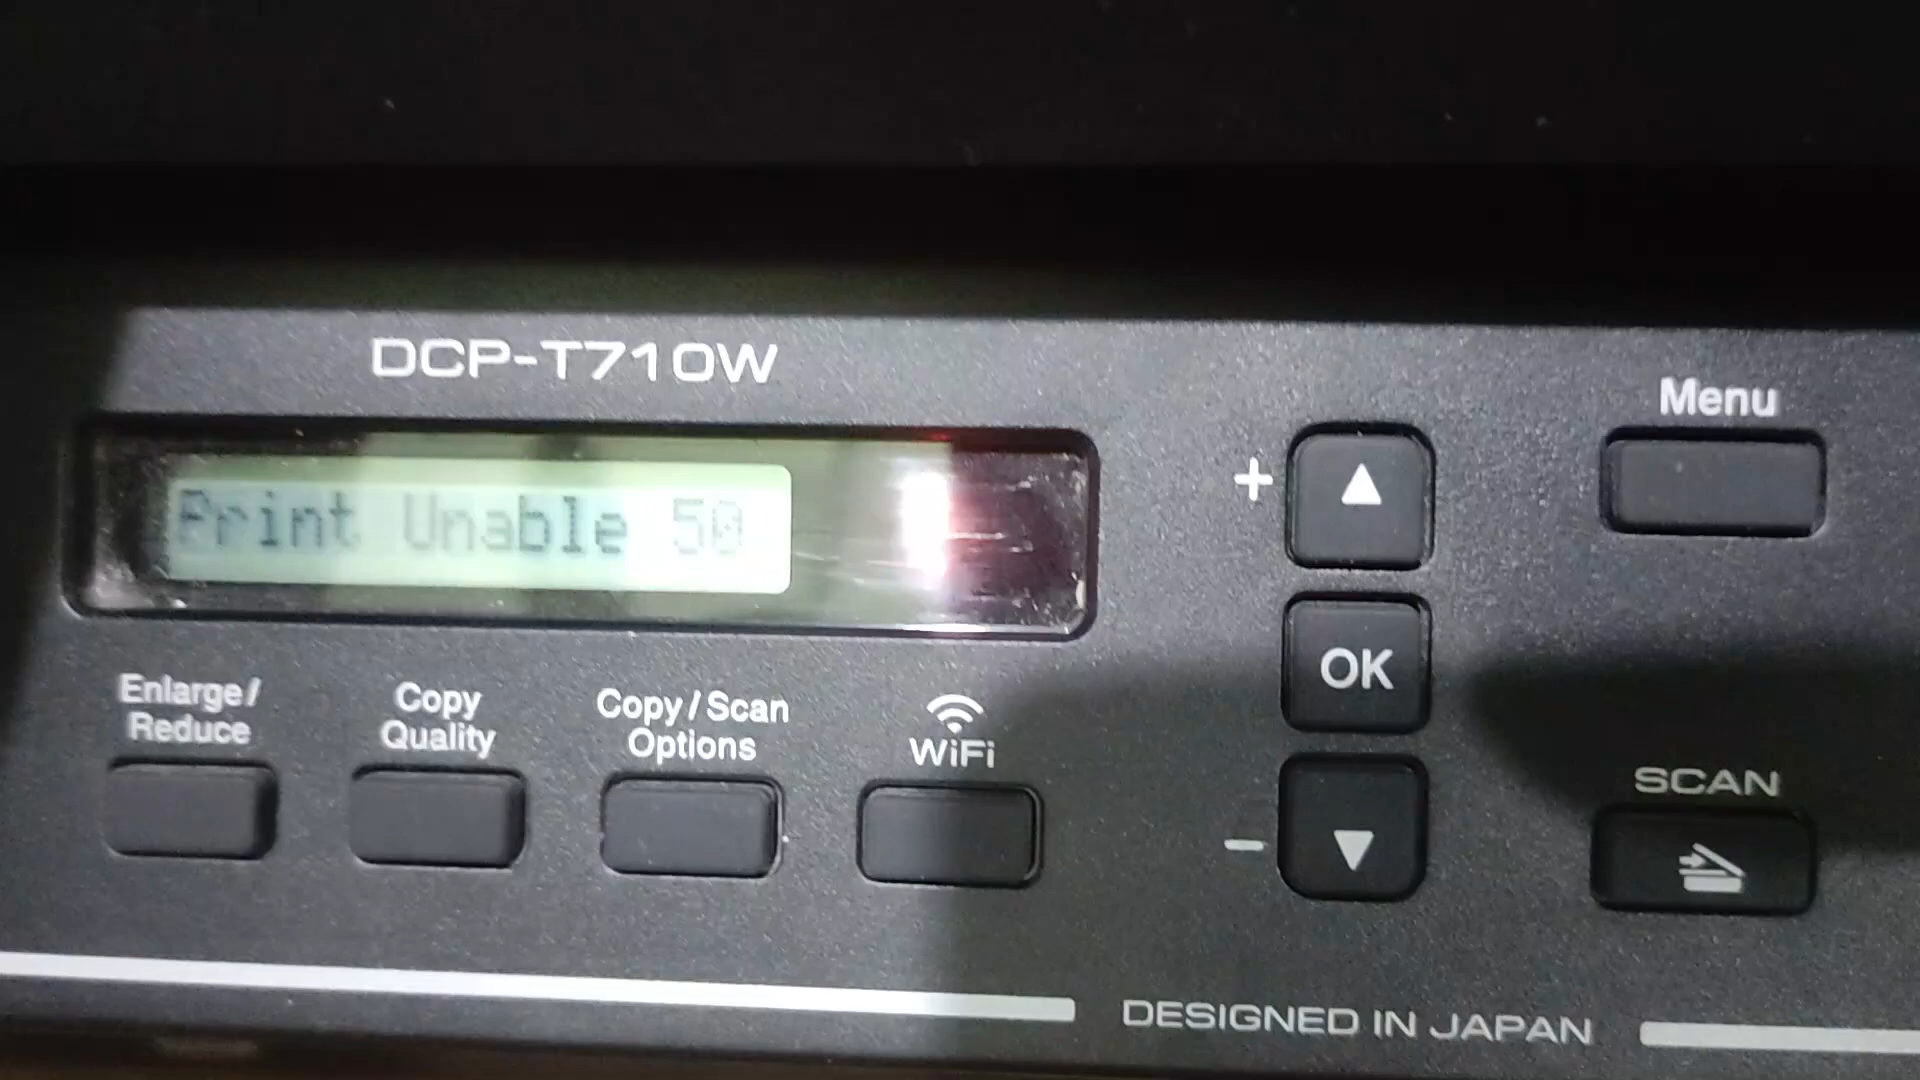 DCP-T710W
Print Unable 50
Enlarge/
Reduce
Copy
Quality
Copy/Scan
Options
WiFi
+
OK
-
Menu
SCAN
DESIGNED IN JAPAN